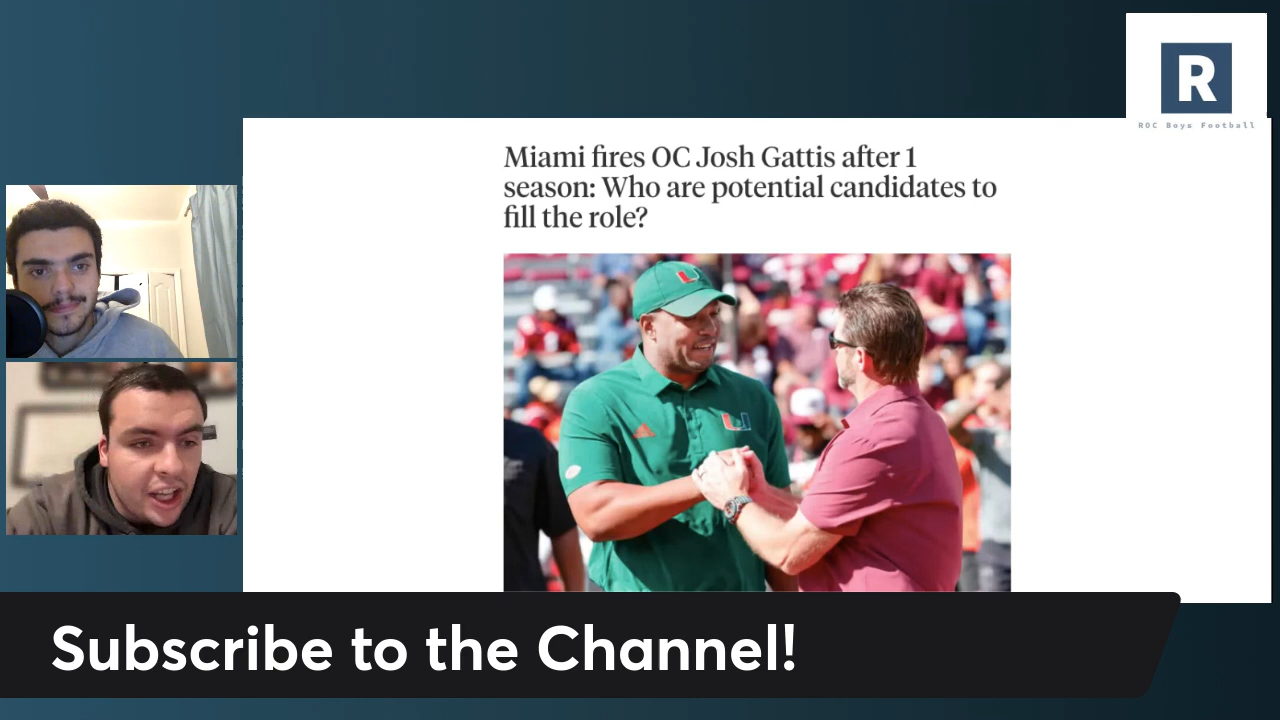 R
ROC Boys Football
Miami fires OC Josh Gattis after 1
season: Who are potential candidates to
fill the role?
Subscribe to the Channel!